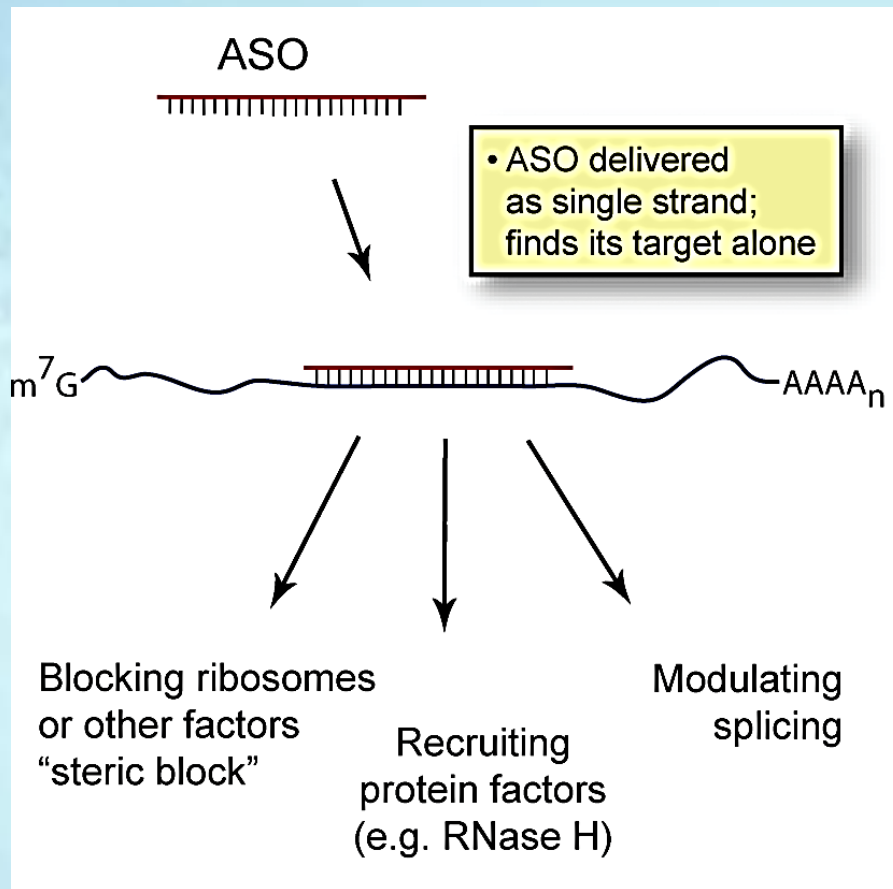 ASO
• ASO delivered
as single strand;
finds its target alone
m⁷G
AAAAₙ
Blocking ribosomes
or other factors
“steric block”
Recruiting
protein factors
(e.g. RNase H)
Modulating
splicing